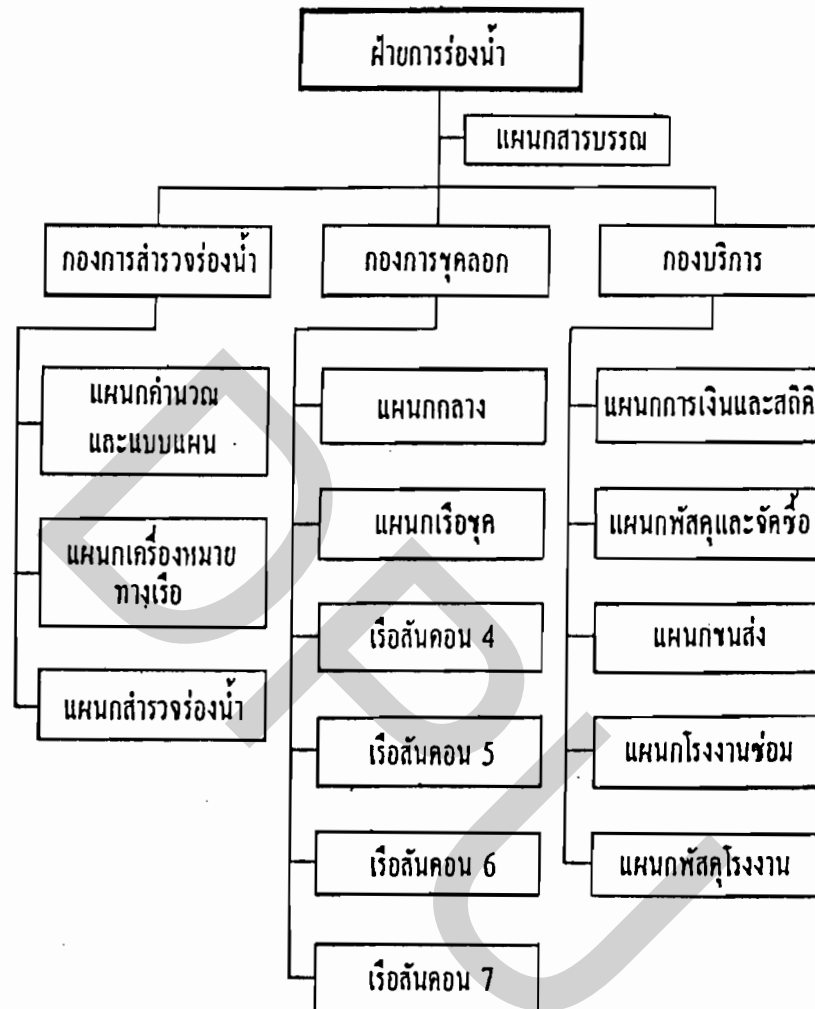 ฝ่ายการร่องน้ำ
แผนกสารบรรณ
กองการสำรวจร่องน้ำ
กองการขุดลอก
กองบริการ
แผนกคำนวณ
และแบบแผน
แผนกเครื่องหมาย
ทางเรือ
แผนกสำรวจร่องน้ำ
แผนกกลาง
แผนกเรือขุด
เรือสันดอน 4
เรือสันดอน 5
เรือสันดอน 6
เรือสันดอน 7
แผนกการเงินและสถิติ
แผนกพัสดุและจัดซื้อ
แผนกขนส่ง
แผนกโรงงานซ่อม
แผนกพัสดุโรงงาน
DPU